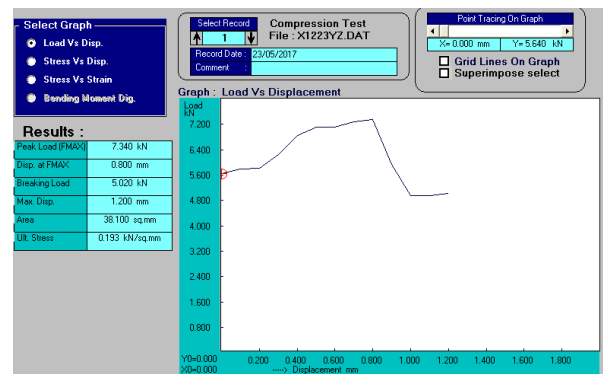 Select Graph
Load Vs Disp.
Stress Vs Disp.
Stress Vs Strain
Bending Moment Dig.
Results :
Peak Load (FMAX) 7.340 kN
Disp. at FMAX 0.800 mm
Breaking Load 5.020 kN
Max. Disp. 1.200 mm
Area 38.100 sq.mm
Ult. Stress 0.193 kN/sq.mm
Select Record
1
Compression Test
File : X1223YZ.DAT
Record Date : 23/05/2017
Comment :
Point Tracing On Graph
X= 0.000 mm Y= 5.640 kN
Grid Lines On Graph
Superimpose select
Graph : Load Vs Displacement
Load
kN
7.200
6.400
5.600
4.800
4.000
3.200
2.400
1.600
0.800
Y0=0.000
X0=0.000
0.200 0.400 0.600 0.800 1.000 1.200 1.400 1.600 1.800
----> Displacement mm